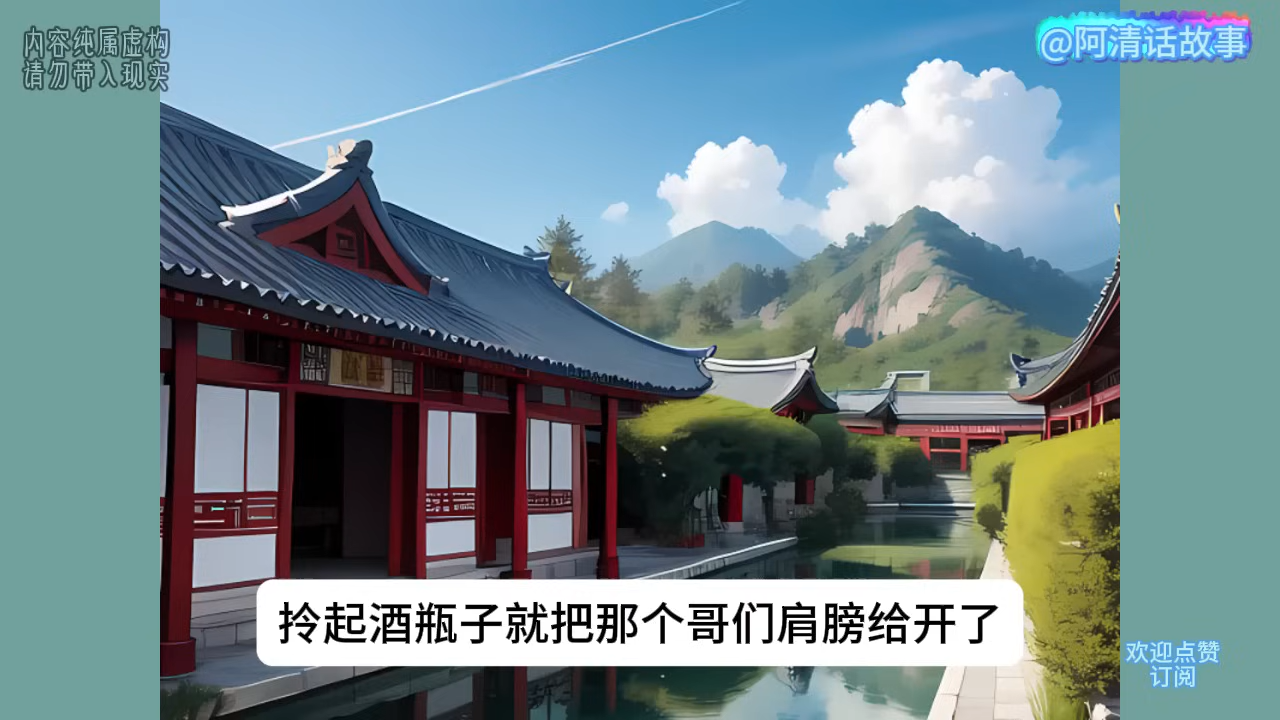 内容纯属虚构
请勿带入现实
@阿清话故事
拎起酒瓶子就把那个哥们肩膀给开了
欢迎点赞
订阅